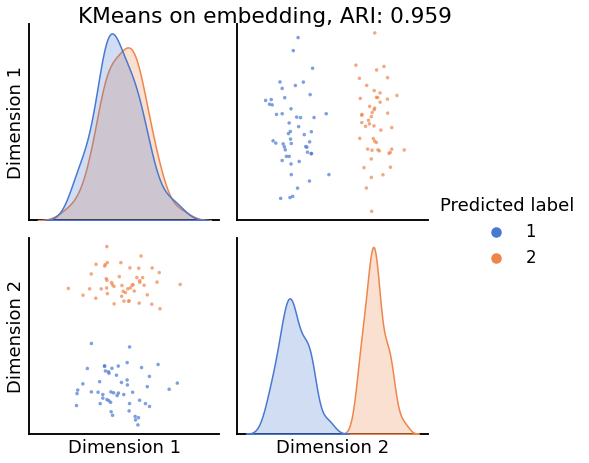 KMeans on embedding, ARI: 0.959
Dimension 1
Predicted label
1
2
Dimension 2
Dimension 1
Dimension 2